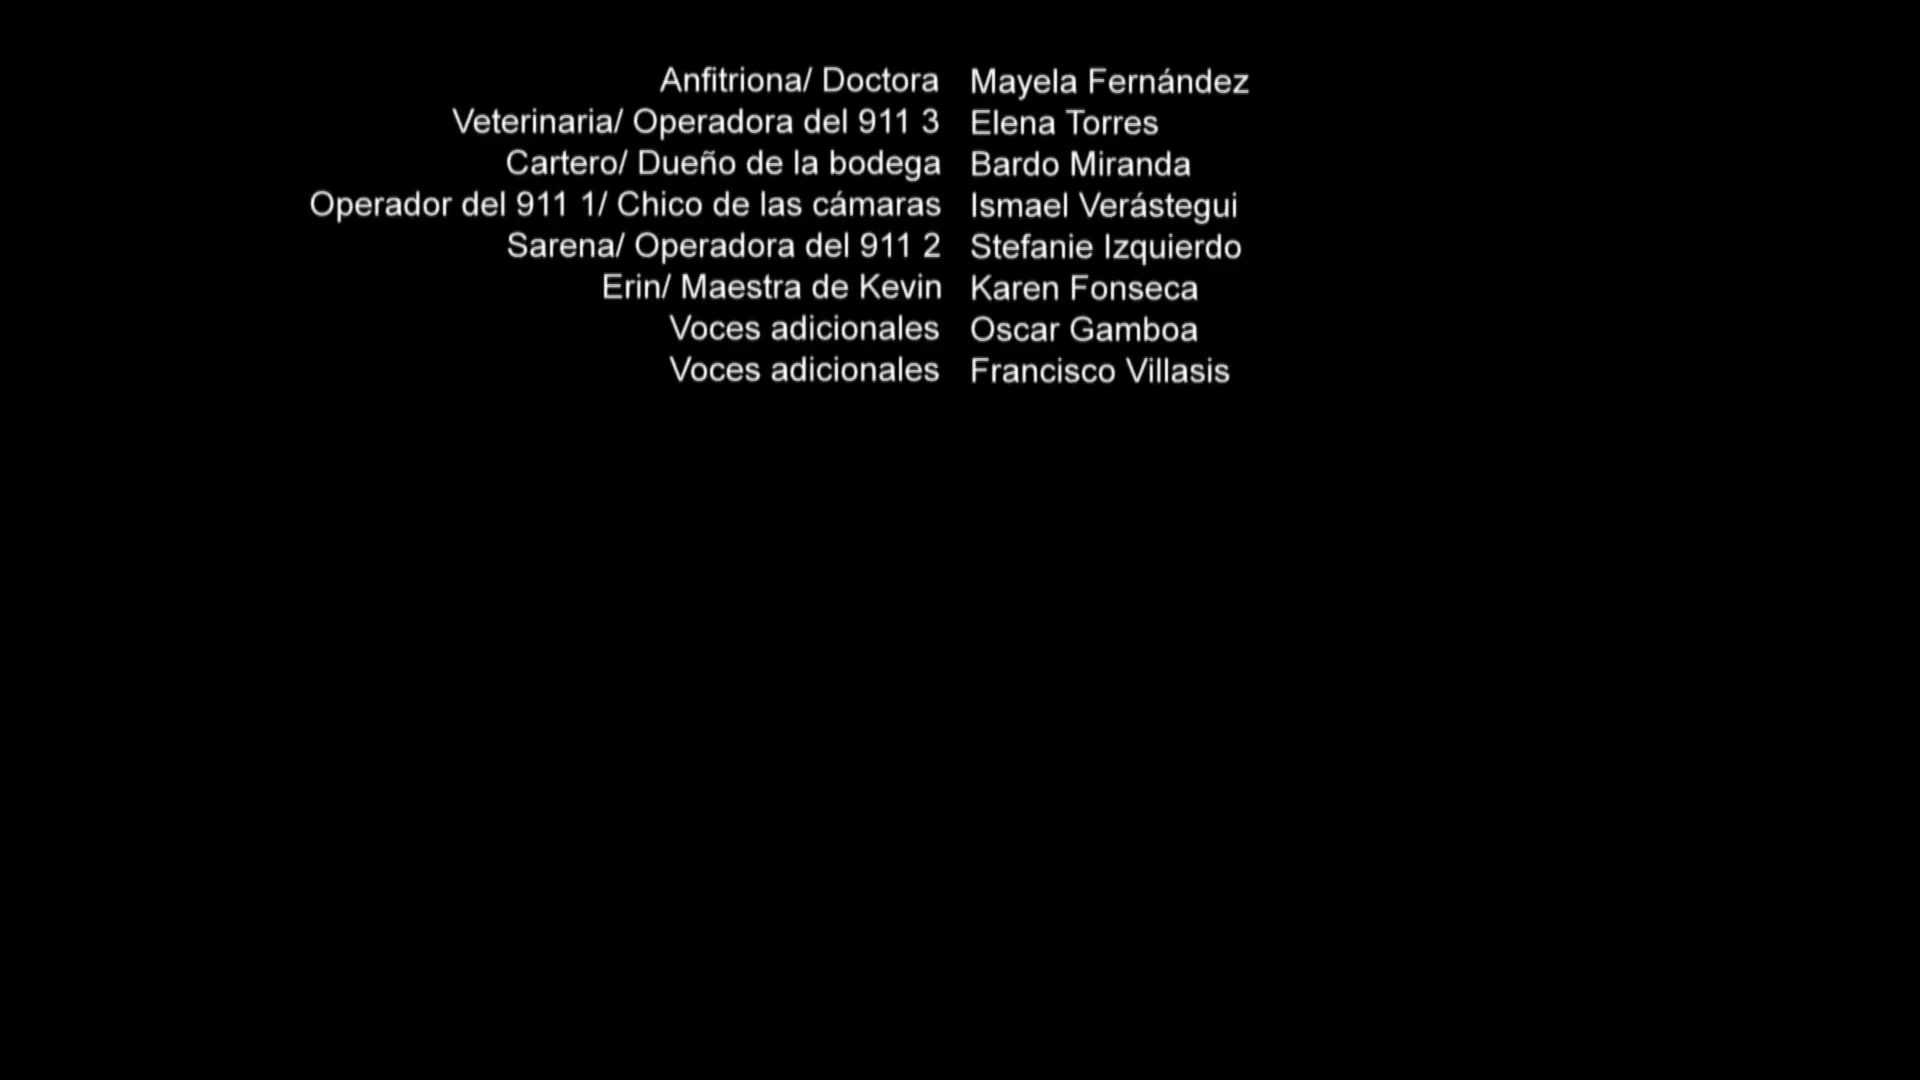 Anfitriona/ Doctora Mayela Fernández
Veterinaria/ Operadora del 911 3 Elena Torres
Cartero/ Dueño de la bodega Bardo Miranda
Operador del 911 1/ Chico de las cámaras Ismael Verástegui
Sarena/ Operadora del 911 2 Stefanie Izquierdo
Erin/ Maestra de Kevin Karen Fonseca
Voces adicionales Oscar Gamboa
Voces adicionales Francisco Villasis